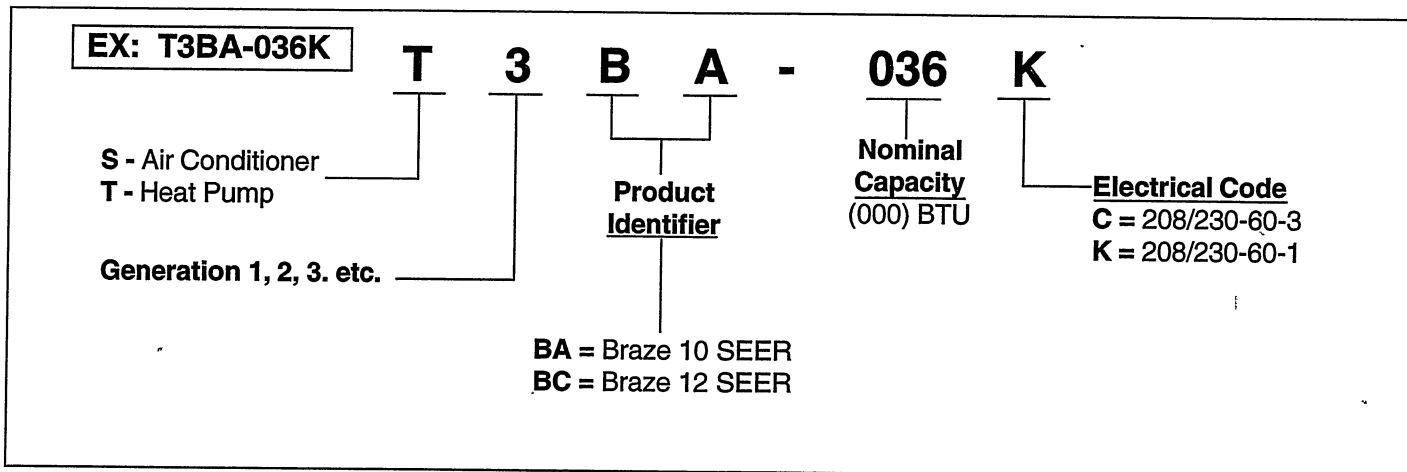 EX: T3BA-036K
T 3 B A - 036 K
S - Air Conditioner
T - Heat Pump
Generation 1, 2, 3. etc.
Product
Identifier
BA = Braze 10 SEER
BC = Braze 12 SEER
Nominal
Capacity
(000) BTU
Electrical Code
C = 208/230-60-3
K = 208/230-60-1